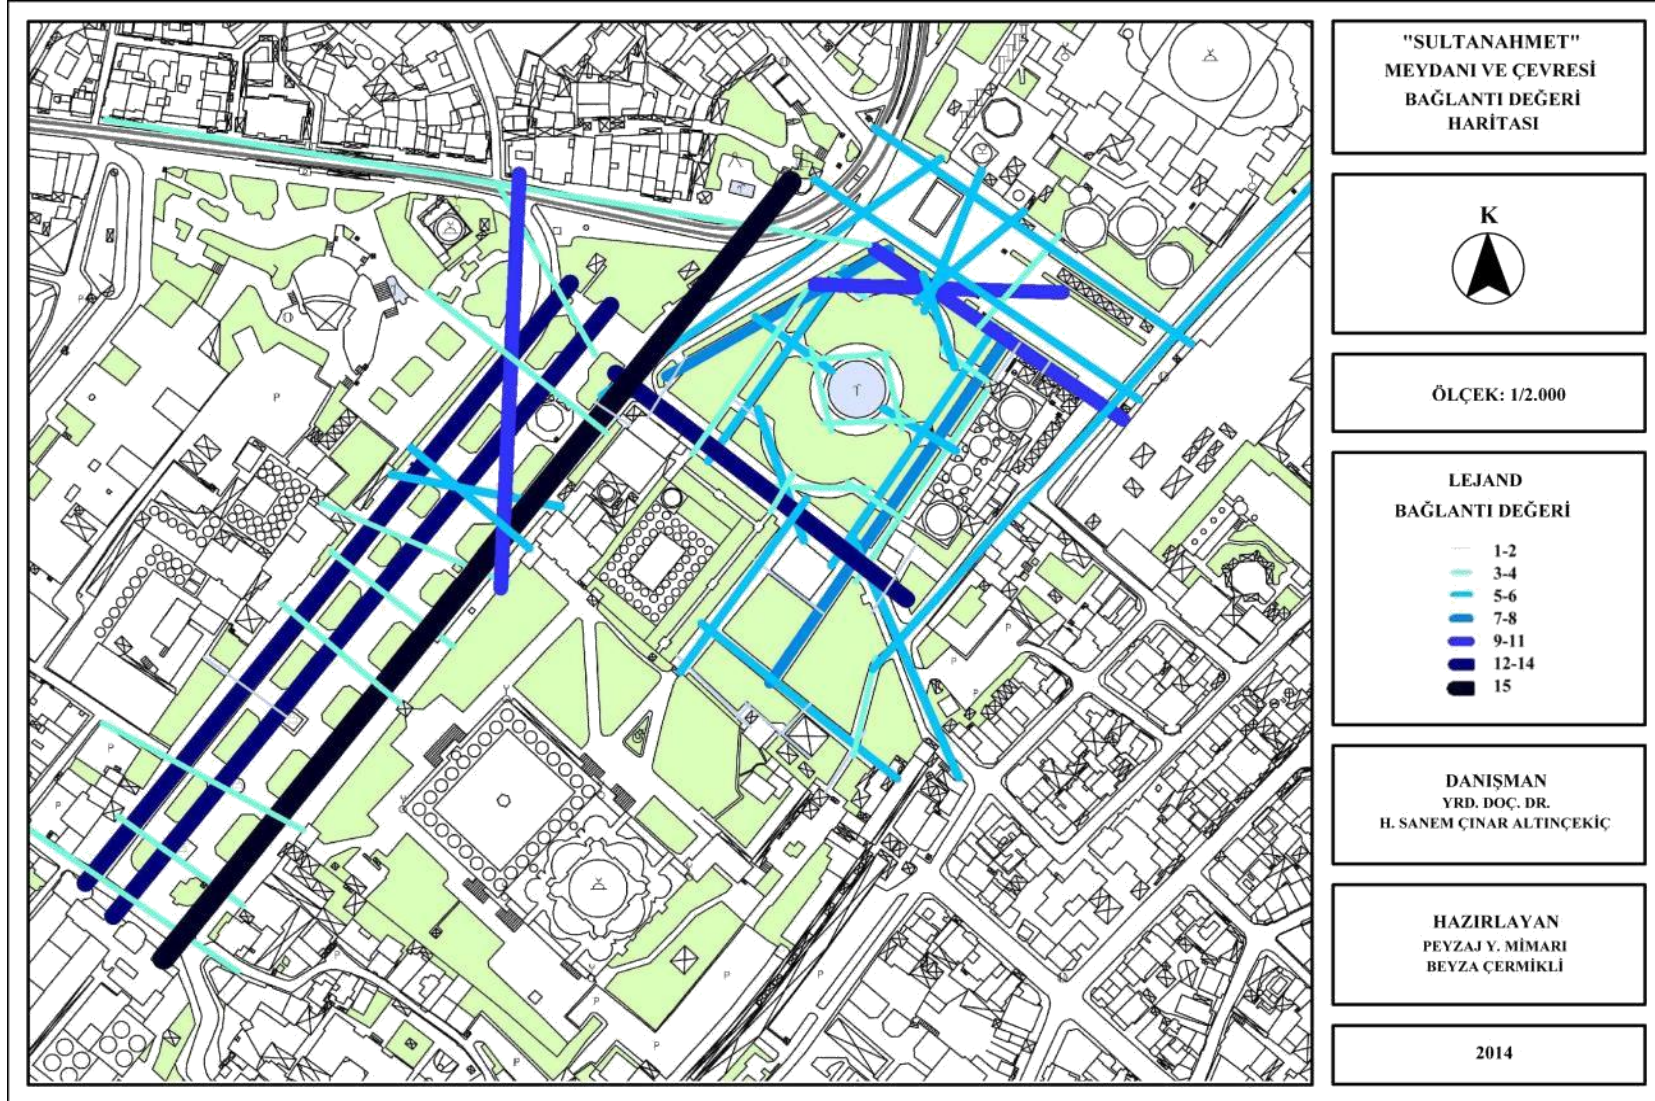 "SULTANAHMET"
MEYDANI VE ÇEVRESİ
BAĞLANTI DEĞERİ
HARİTASI
K
ÖLÇEK: 1/2.000
LEJAND
BAĞLANTI DEĞERİ
1-2
3-4
5-6
7-8
9-11
12-14
15
DANIŞMAN
YRD. DOÇ. DR.
H. SANEM ÇINAR ALTINÇEKİÇ
HAZIRLAYAN
PEYZAJ Y. MİMARI
BEYZA ÇERMİKLİ
2014